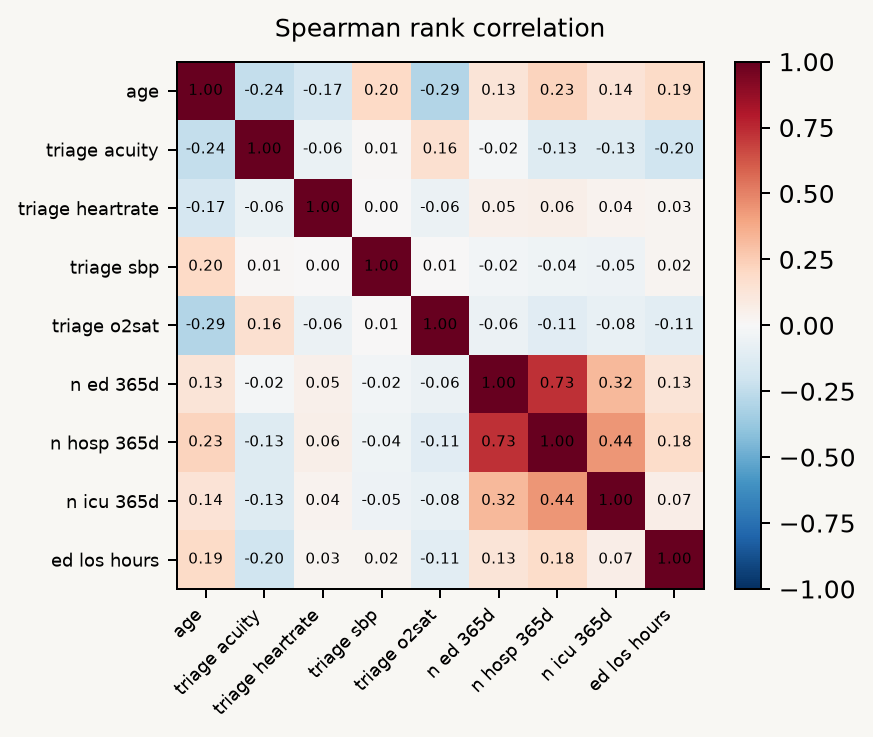 Spearman rank correlation
age 1.00 -0.24 -0.17 0.20 -0.29 0.13 0.23 0.14 0.19
triage acuity -0.24 1.00 -0.06 0.01 0.16 -0.02 -0.13 -0.13 -0.20
triage heartrate -0.17 -0.06 1.00 0.00 -0.06 0.05 0.06 0.04 0.03
triage sbp 0.20 0.01 0.00 1.00 0.01 -0.02 -0.04 -0.05 0.02
triage o2sat -0.29 0.16 -0.06 0.01 1.00 -0.06 -0.11 -0.08 -0.11
n ed 365d 0.13 -0.02 0.05 -0.02 -0.06 1.00 0.73 0.32 0.13
n hosp 365d 0.23 -0.13 0.06 -0.04 -0.11 0.73 1.00 0.44 0.18
n icu 365d 0.14 -0.13 0.04 -0.05 -0.08 0.32 0.44 1.00 0.07
ed los hours 0.19 -0.20 0.03 0.02 -0.11 0.13 0.18 0.07 1.00
age
triage acuity
triage heartrate
triage sbp
triage o2sat
n ed 365d
n hosp 365d
n icu 365d
ed los hours
1.00
0.75
0.50
0.25
0.00
−0.25
−0.50
−0.75
−1.00